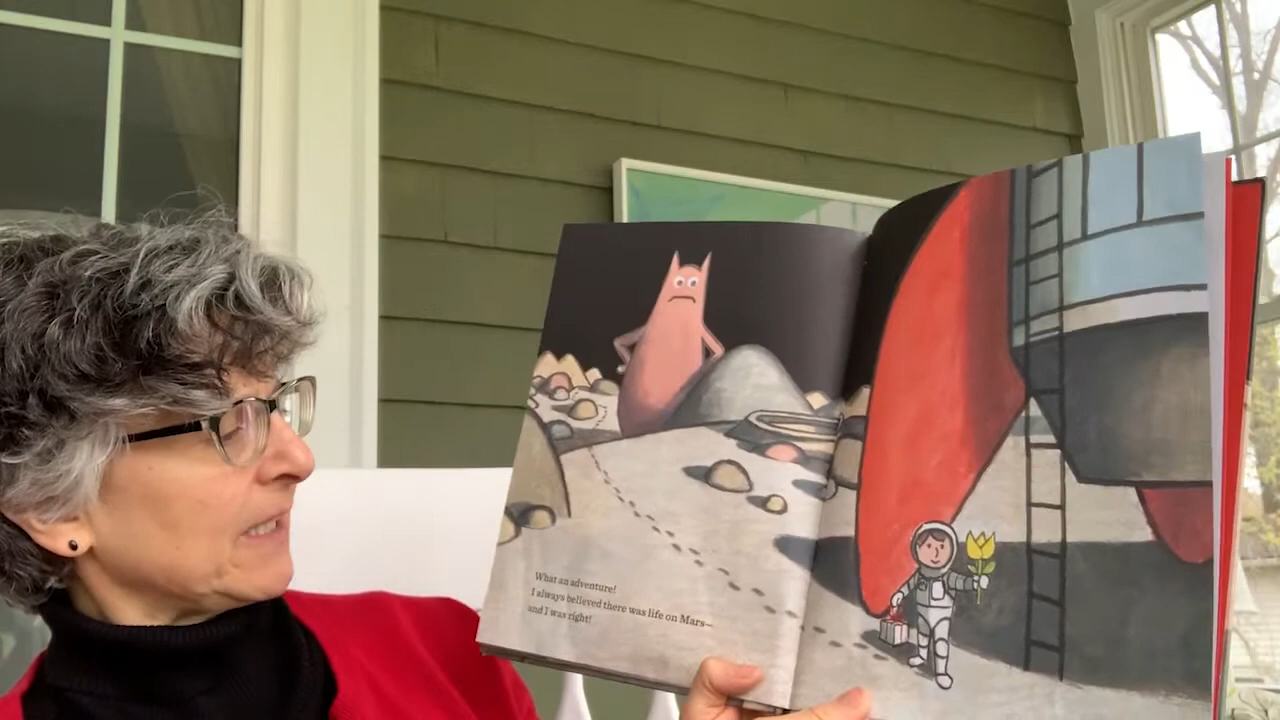 What an adventure!
I always believed there was life on Mars—
and I was right!